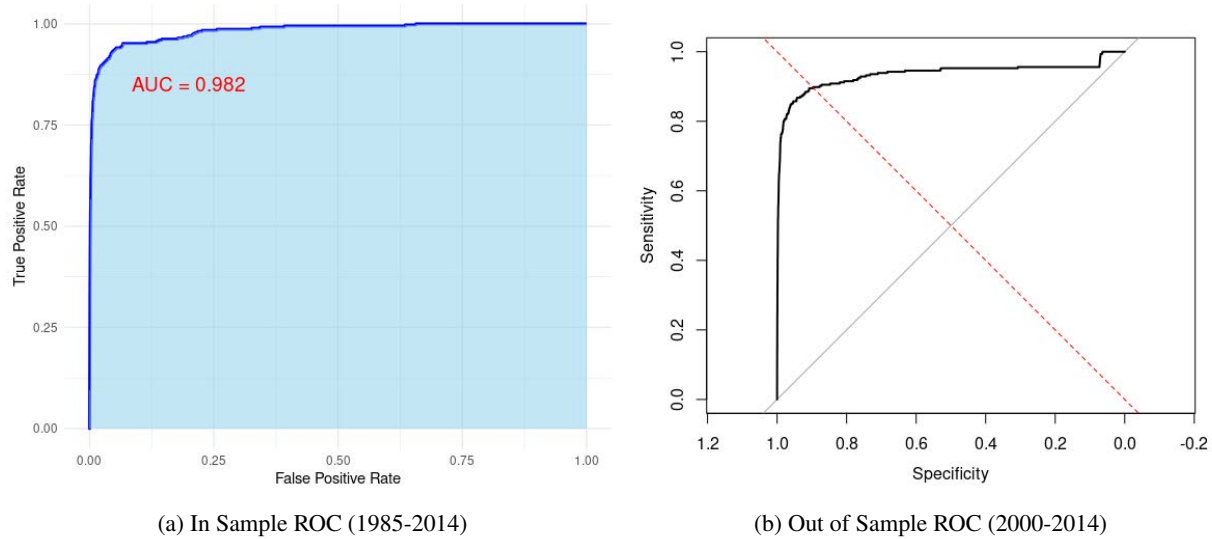 1.00
0.75
0.50
0.25
0.00
True Positive Rate
AUC = 0.982
0.00 0.25 0.50 0.75 1.00
False Positive Rate
(a) In Sample ROC (1985-2014)
1.0
0.8
0.6
0.4
0.2
0.0
Sensitivity
1.2 1.0 0.8 0.6 0.4 0.2 0.0 -0.2
Specificity
(b) Out of Sample ROC (2000-2014)